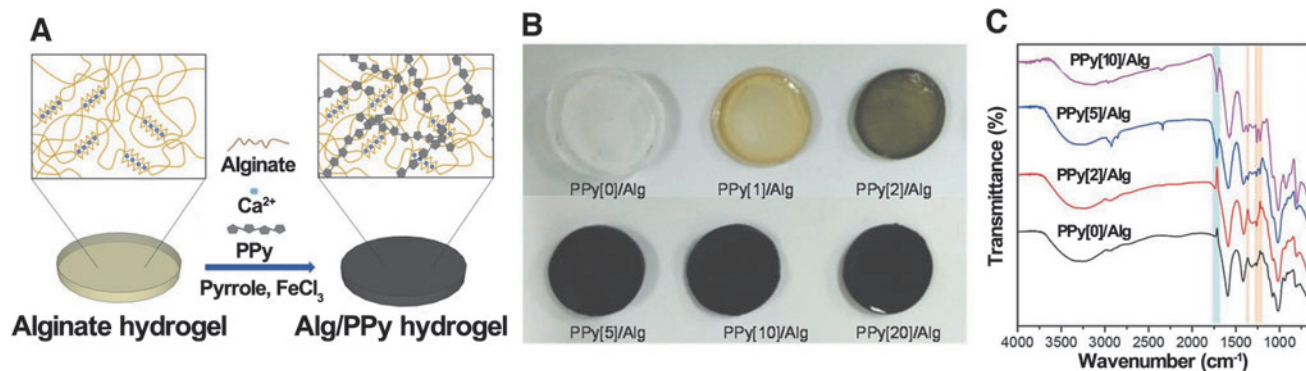 A
Alginate
Ca²⁺
PPy
Pyrrole, FeCl₃
Alginate hydrogel
Alg/PPy hydrogel
B
PPy[0]/Alg
PPy[1]/Alg
PPy[2]/Alg
PPy[5]/Alg
PPy[10]/Alg
PPy[20]/Alg
C
Transmittance (%)
PPy[10]/Alg
PPy[5]/Alg
PPy[2]/Alg
PPy[0]/Alg
4000 3000 2500 2000 1500 1000
Wavenumber (cm⁻¹)